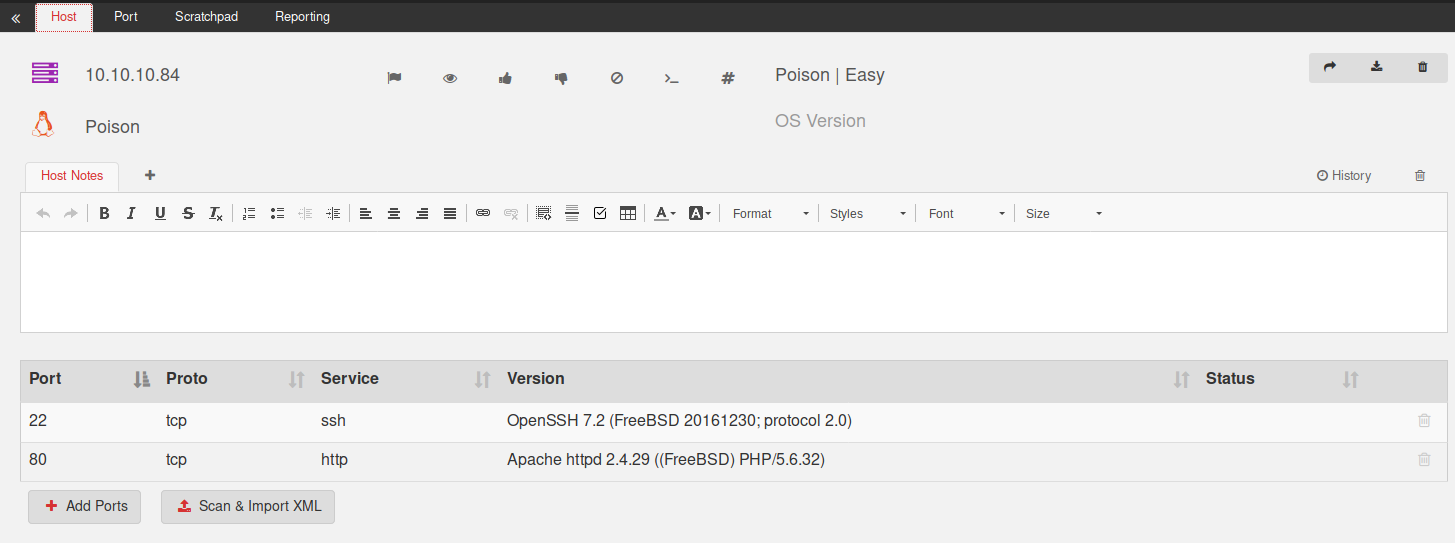 « Host Port Scratchpad Reporting
10.10.10.84 Poison | Easy
Poison OS Version
Host Notes + History
B I U S Tx A A Format Styles Font Size
Port Proto Service Version Status
22 tcp ssh OpenSSH 7.2 (FreeBSD 20161230; protocol 2.0)
80 tcp http Apache httpd 2.4.29 ((FreeBSD) PHP/5.6.32)
+ Add Ports Scan & Import XML